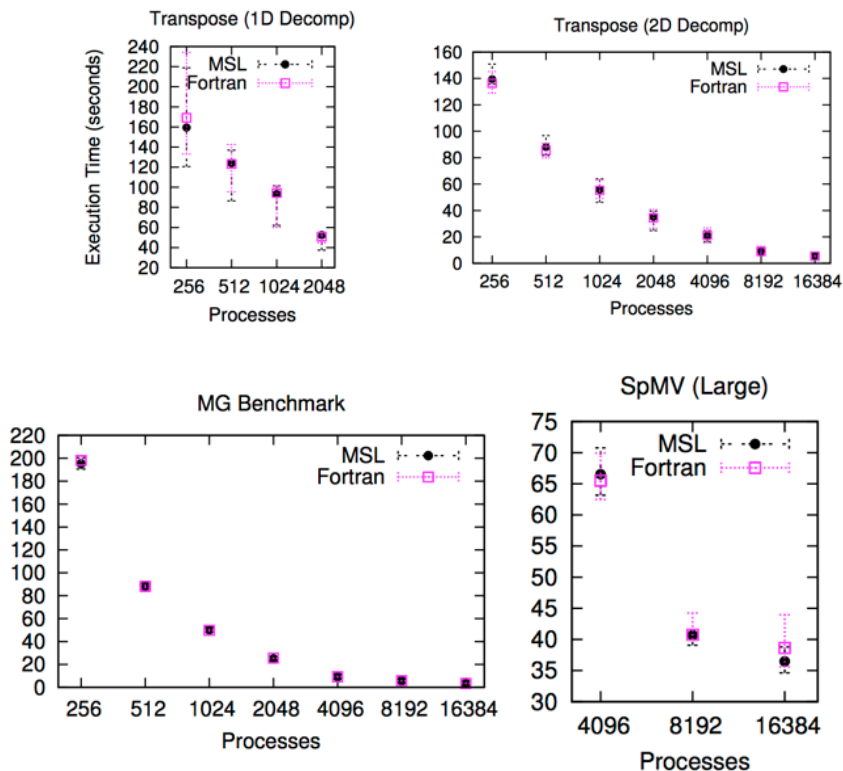 Transpose (1D Decomp)
Execution Time (seconds)
240
220
200
180
160
140
120
100
80
60
40
20
MSL
Fortran
256 512 1024 2048
Processes
Transpose (2D Decomp)
160
140
120
100
80
60
40
20
0
MSL
Fortran
256 512 1024 2048 4096 8192 16384
Processes
MG Benchmark
220
200
180
160
140
120
100
80
60
40
20
0
MSL
Fortran
256 512 1024 2048 4096 8192 16384
Processes
SpMV (Large)
75
70
65
60
55
50
45
40
35
30
MSL
Fortran
4096 8192 16384
Processes